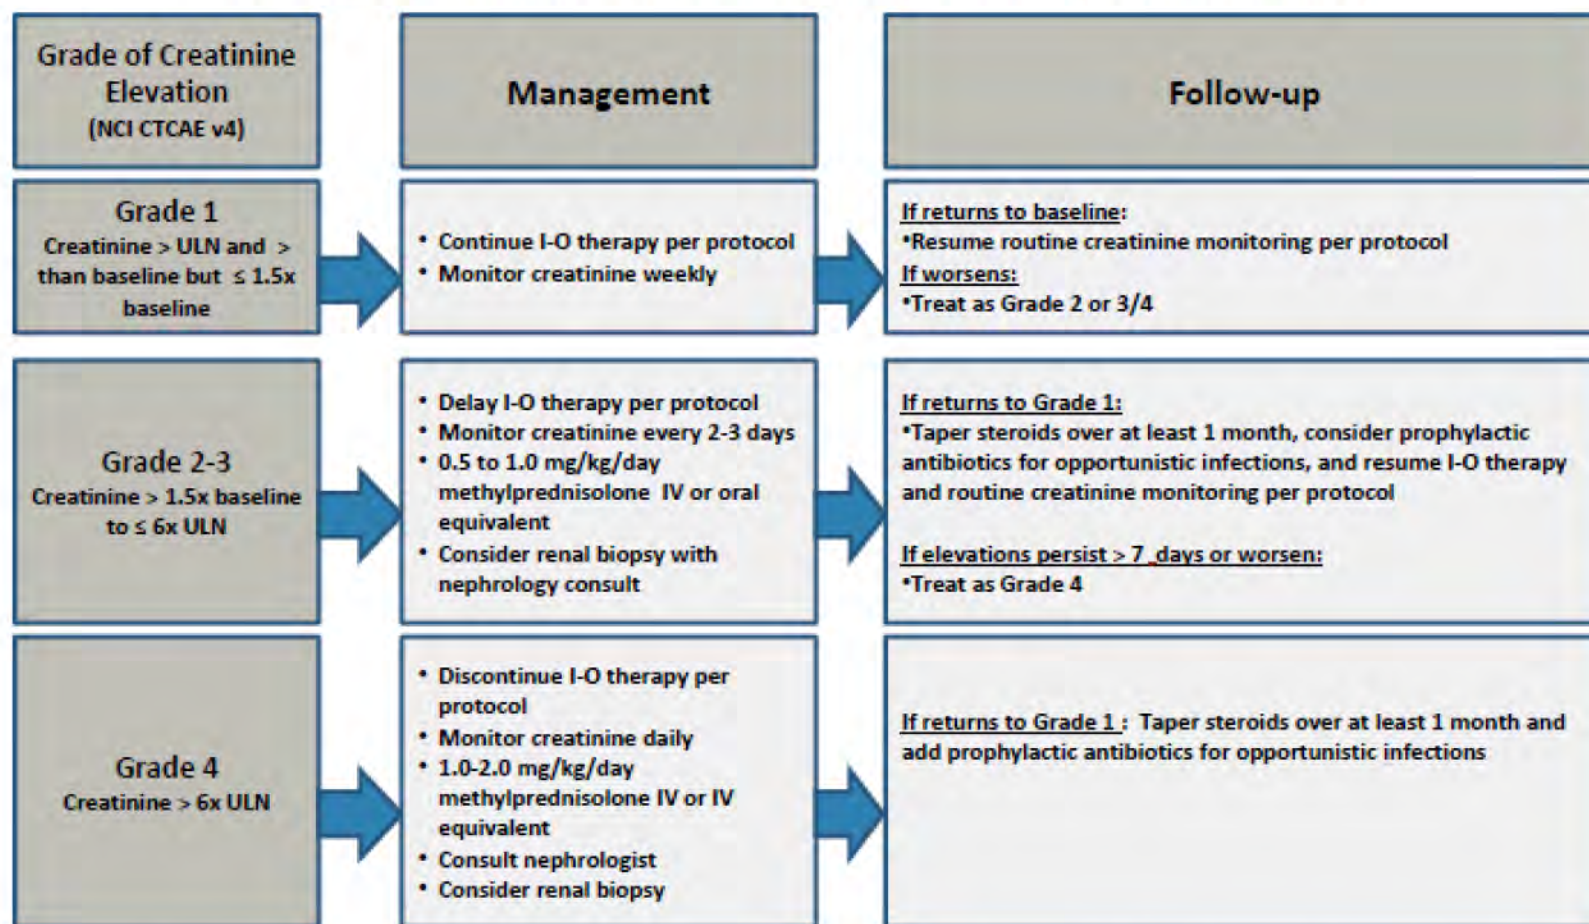 Grade of Creatinine
Elevation
(NCI CTCAE v4)
Management
Follow-up
Grade 1
Creatinine > ULN and >
than baseline but ≤ 1.5x
baseline
• Continue I-O therapy per protocol
• Monitor creatinine weekly
If returns to baseline:
•Resume routine creatinine monitoring per protocol
If worsens:
•Treat as Grade 2 or 3/4
Grade 2-3
Creatinine > 1.5x baseline
to ≤ 6x ULN
• Delay I-O therapy per protocol
• Monitor creatinine every 2-3 days
• 0.5 to 1.0 mg/kg/day
methylprednisolone IV or oral
equivalent
• Consider renal biopsy with
nephrology consult
If returns to Grade 1:
•Taper steroids over at least 1 month, consider prophylactic
antibiotics for opportunistic infections, and resume I-O therapy
and routine creatinine monitoring per protocol
If elevations persist > 7 days or worsen:
•Treat as Grade 4
Grade 4
Creatinine > 6x ULN
• Discontinue I-O therapy per
protocol
• Monitor creatinine daily
• 1.0-2.0 mg/kg/day
methylprednisolone IV or IV
equivalent
• Consult nephrologist
• Consider renal biopsy
If returns to Grade 1 : Taper steroids over at least 1 month and
add prophylactic antibiotics for opportunistic infections